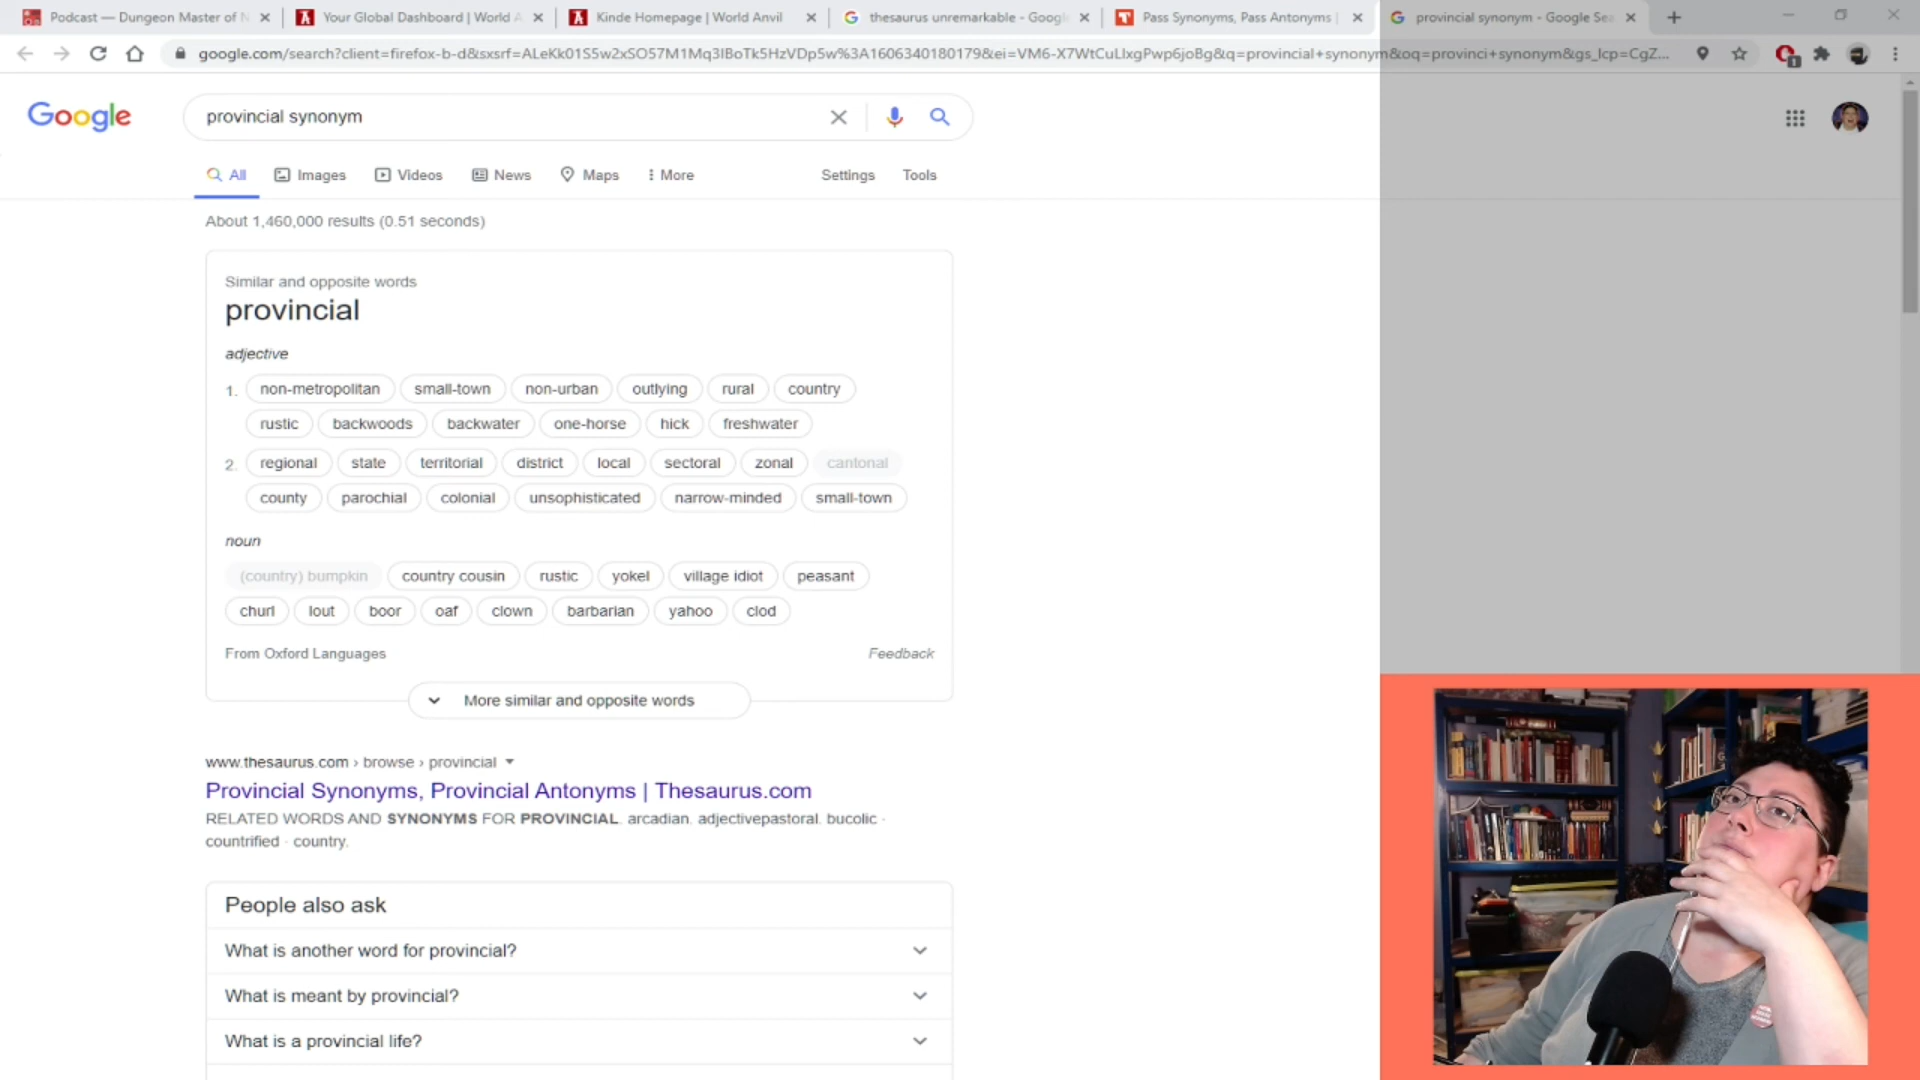 Podcast — Dungeon Master of N
Your Global Dashboard | World A
Kinde Homepage | World Anvil
thesaurus unremarkable - Googl
Pass Synonyms, Pass Antonyms |
provincial synonym - Google Sea
google.com/search?client=firefox-b-d&sxsrf=ALeKk01S5w2xSO57M1Mq3IBoTk5HzVDp5w%3A1606340180179&ei=VM6-X7WtCuLIxgPwp6joBg&q=provincial+synonym&oq=provinci+synonym&gs_lcp=CgZ...
Google
provincial synonym
All Images Videos News Maps More Settings Tools
About 1,460,000 results (0.51 seconds)
Similar and opposite words
provincial
adjective
1. non-metropolitan small-town non-urban outlying rural country
rustic backwoods backwater one-horse hick freshwater
2. regional state territorial district local sectoral zonal cantonal
county parochial colonial unsophisticated narrow-minded small-town
noun
(country) bumpkin country cousin rustic yokel village idiot peasant
churl lout boor oaf clown barbarian yahoo clod
From Oxford Languages Feedback
More similar and opposite words
www.thesaurus.com › browse › provincial
Provincial Synonyms, Provincial Antonyms | Thesaurus.com
RELATED WORDS AND SYNONYMS FOR PROVINCIAL. arcadian. adjectivepastoral. bucolic ·
countrified · country.
People also ask
What is another word for provincial?
What is meant by provincial?
What is a provincial life?